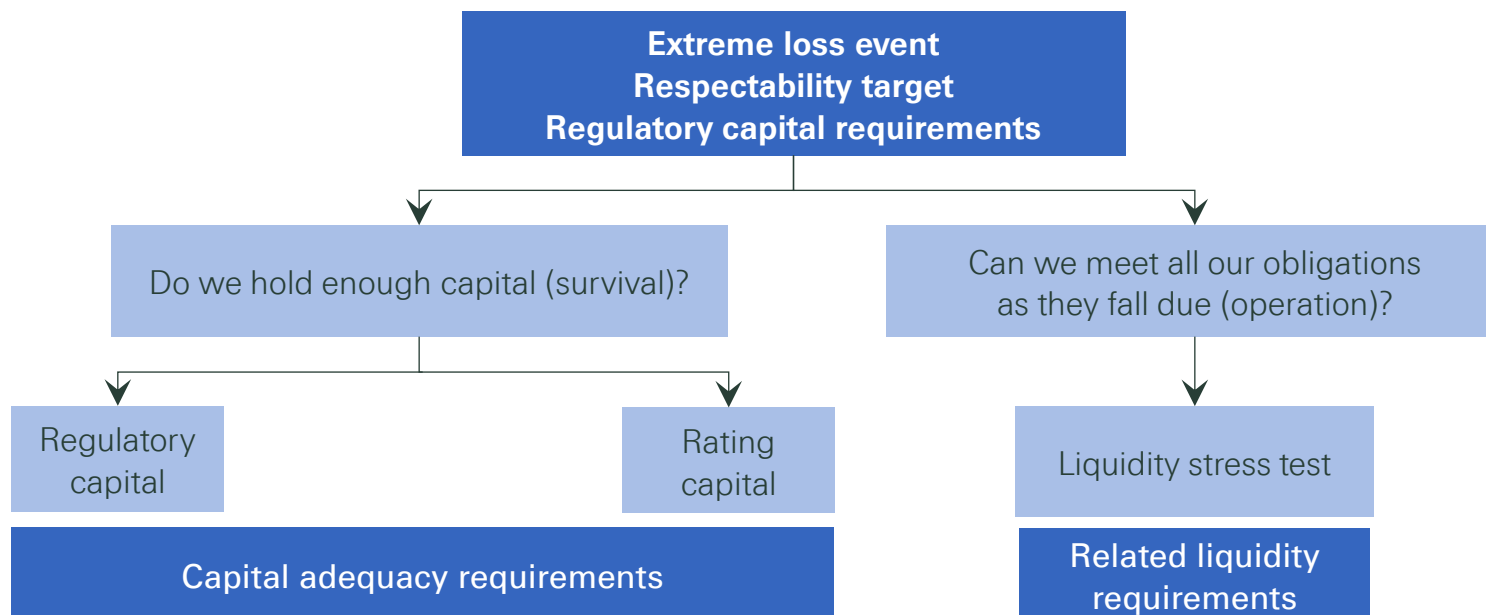 Extreme loss event
Respectability target
Regulatory capital requirements
Do we hold enough capital (survival)?
Can we meet all our obligations
as they fall due (operation)?
Regulatory
capital
Rating
capital
Liquidity stress test
Capital adequacy requirements
Related liquidity
requirements